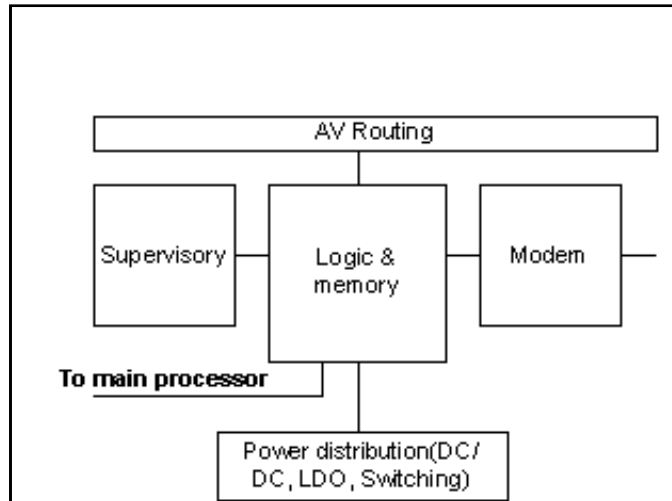 AV Routing
Supervisory
Logic &
memory
Modem
To main processor
Power distribution(DC/
DC, LDO, Switching)